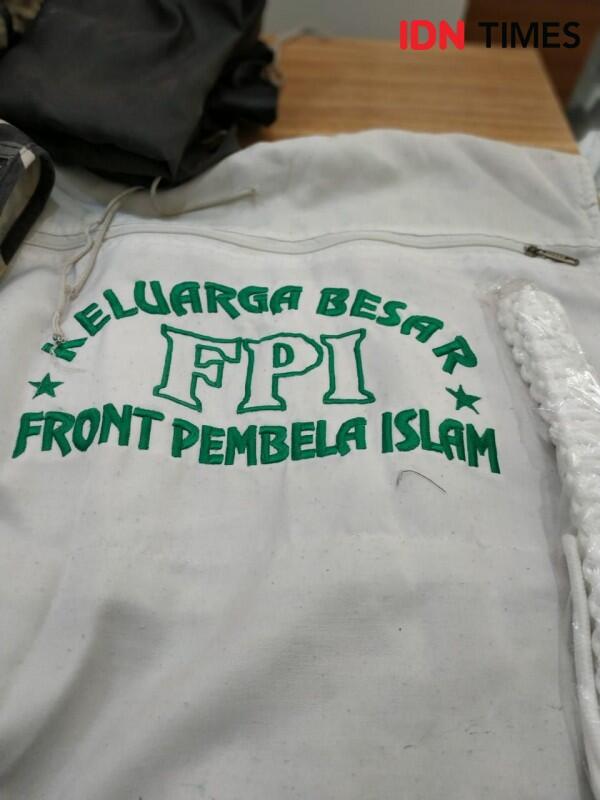 IDN TIMES
KELUARGA BESAR
FPI
FRONT PEMBELA ISLAM